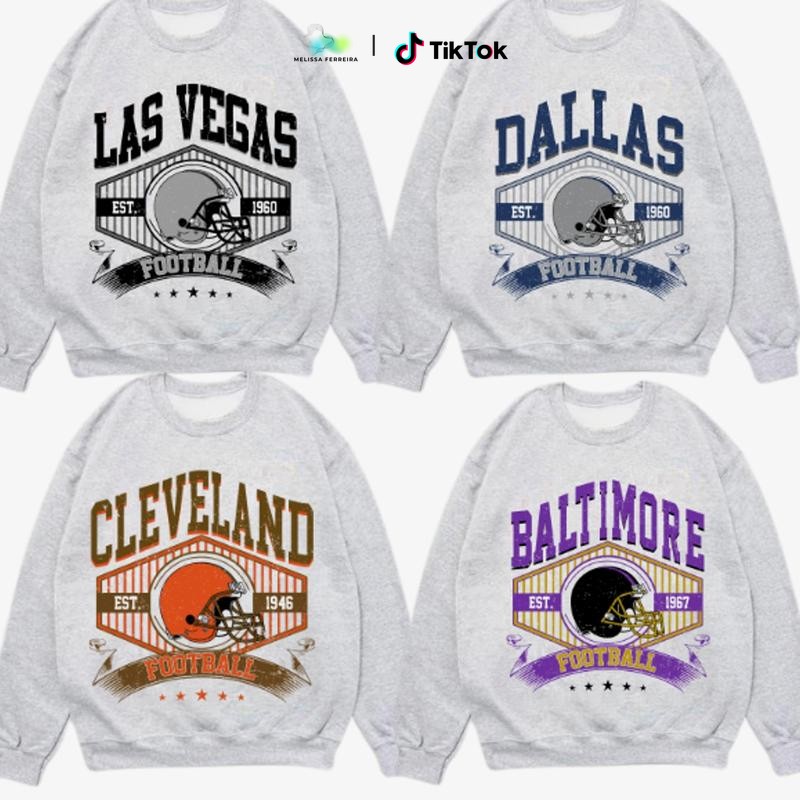 MELISSA FERREIRA | TikTok
LAS VEGAS
EST. 1960
FOOTBALL
DALLAS
EST. 1960
FOOTBALL
CLEVELAND
EST. 1946
FOOTBALL
BALTIMORE
EST. 1967
FOOTBALL